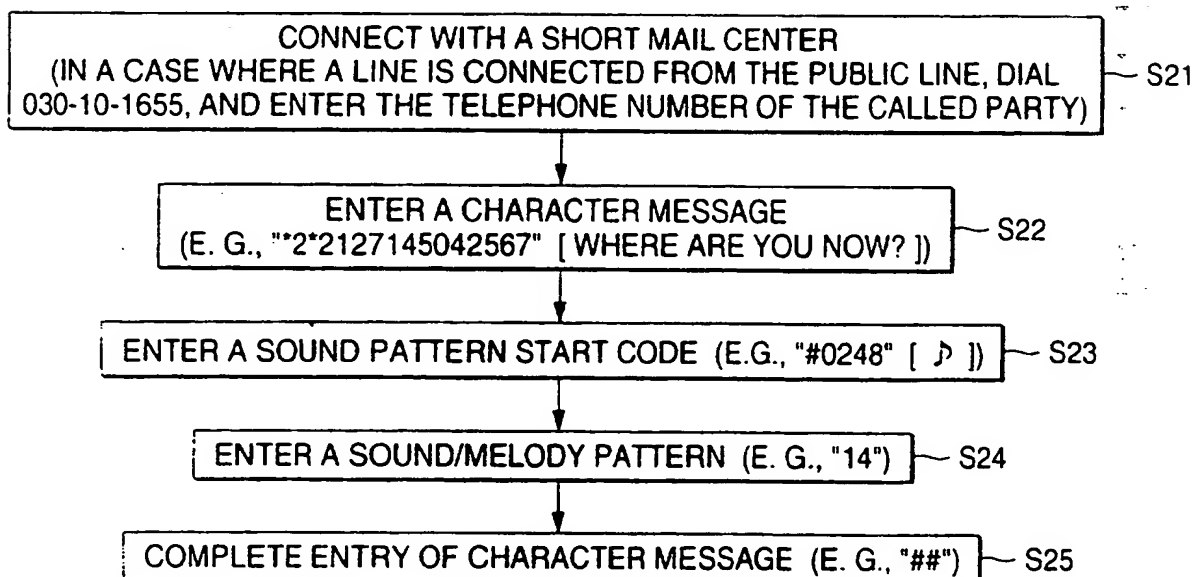 CONNECT WITH A SHORT MAIL CENTER
(IN A CASE WHERE A LINE IS CONNECTED FROM THE PUBLIC LINE, DIAL
030-10-1655, AND ENTER THE TELEPHONE NUMBER OF THE CALLED PARTY)
S21
ENTER A CHARACTER MESSAGE
(E. G., "*2*2127145042567" [ WHERE ARE YOU NOW? ])
S22
ENTER A SOUND PATTERN START CODE (E.G., "#0248" [ ♪ ])
S23
ENTER A SOUND/MELODY PATTERN (E. G., "14")
S24
COMPLETE ENTRY OF CHARACTER MESSAGE (E. G., "##")
S25